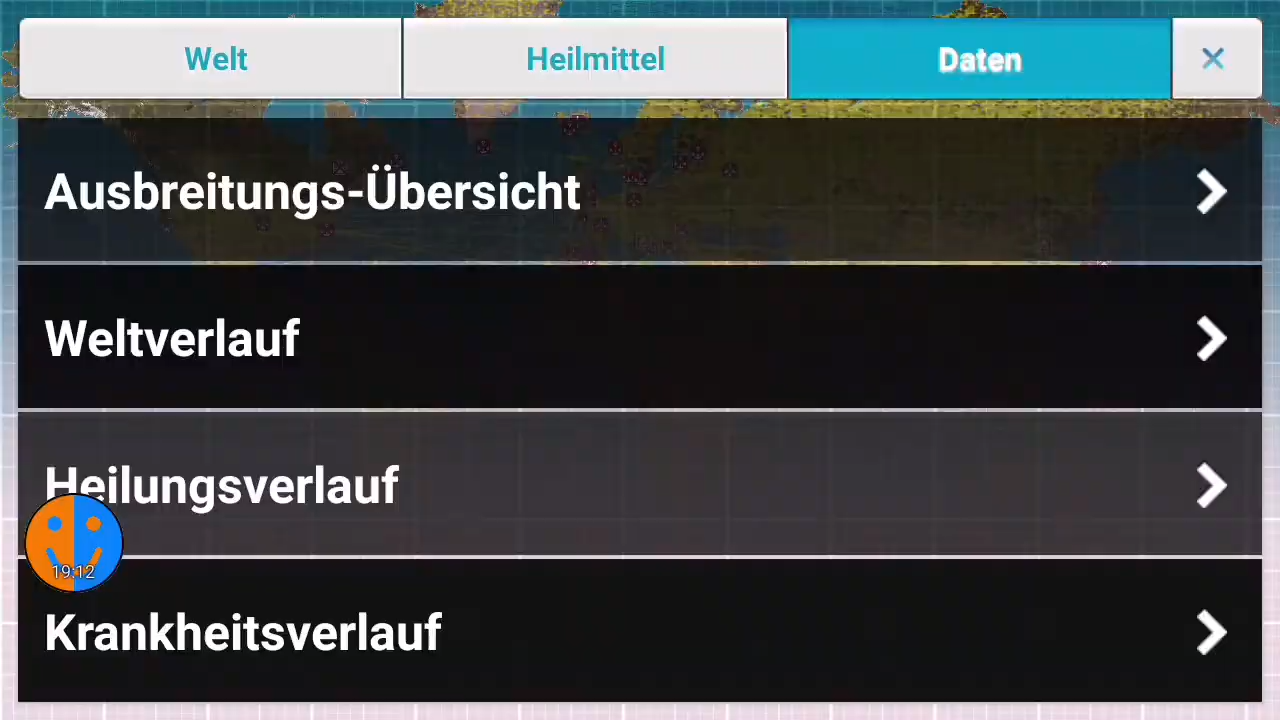 Welt
Heilmittel
Daten
Ausbreitungs-Übersicht
Weltverlauf
Heilungsverlauf
19:12
Krankheitsverlauf